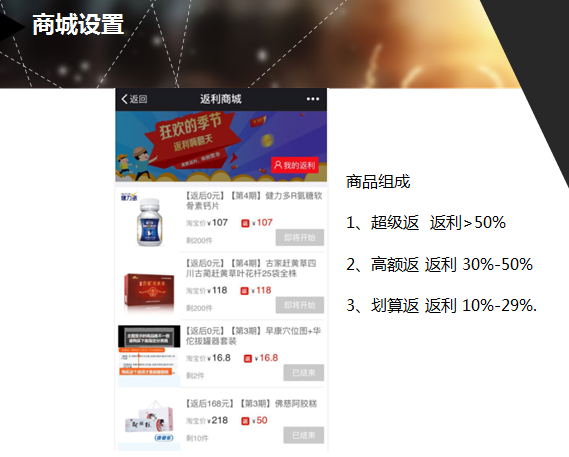 商城设置
返回
返利商城
狂欢的季节
返利嗨翻天
我的返利
【返后0元】【第4期】健力多R氨糖软
骨素钙片
淘宝价¥107 返 ¥107
剩200件
即将开始
【返后0元】【第4期】古家赶黄草四
川古蔺赶黄草叶花杆25袋全株
淘宝价¥118 返 ¥118
剩200件
即将开始
【返后0元】【第3期】早康穴位图+华
佗拔罐器套装
淘宝价¥16.8 返 ¥16.8
剩2件
已结束
【返后168元】【第3期】佛慈阿胶糕
淘宝价¥218 返 ¥50
剩10件
已结束
商品组成
1、超级返 返利>50%
2、高额返 返利 30%-50%
3、划算返 返利 10%-29%.